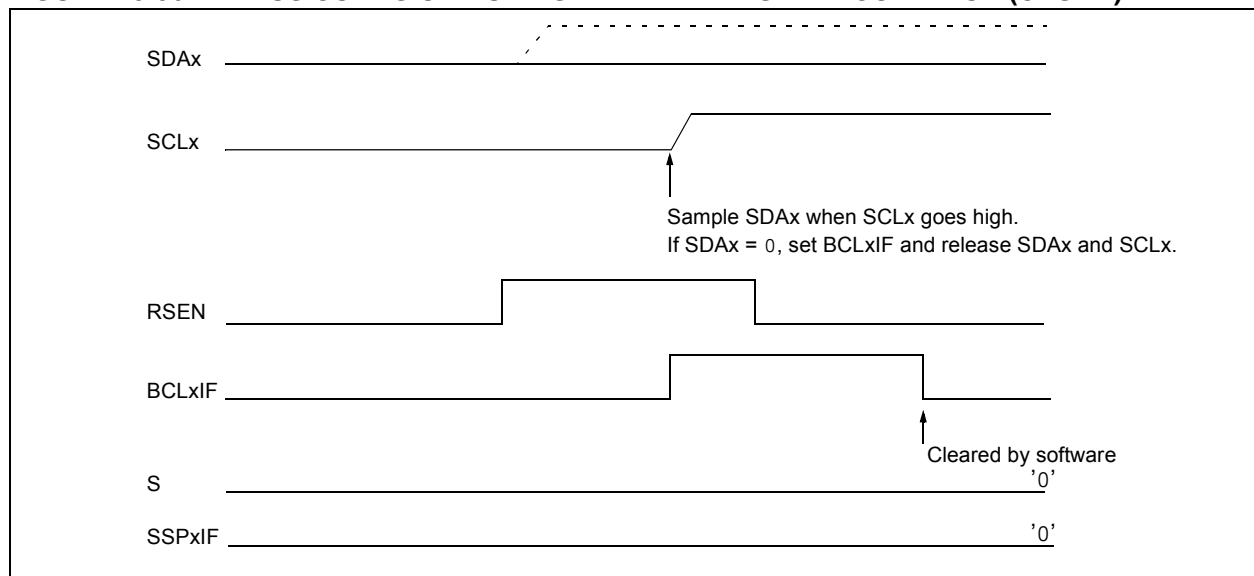 SDAx
SCLx
Sample SDAx when SCLx goes high.
If SDAx = 0, set BCLxIF and release SDAx and SCLx.
RSEN
BCLxIF
Cleared by software
S '0'
SSPxIF '0'